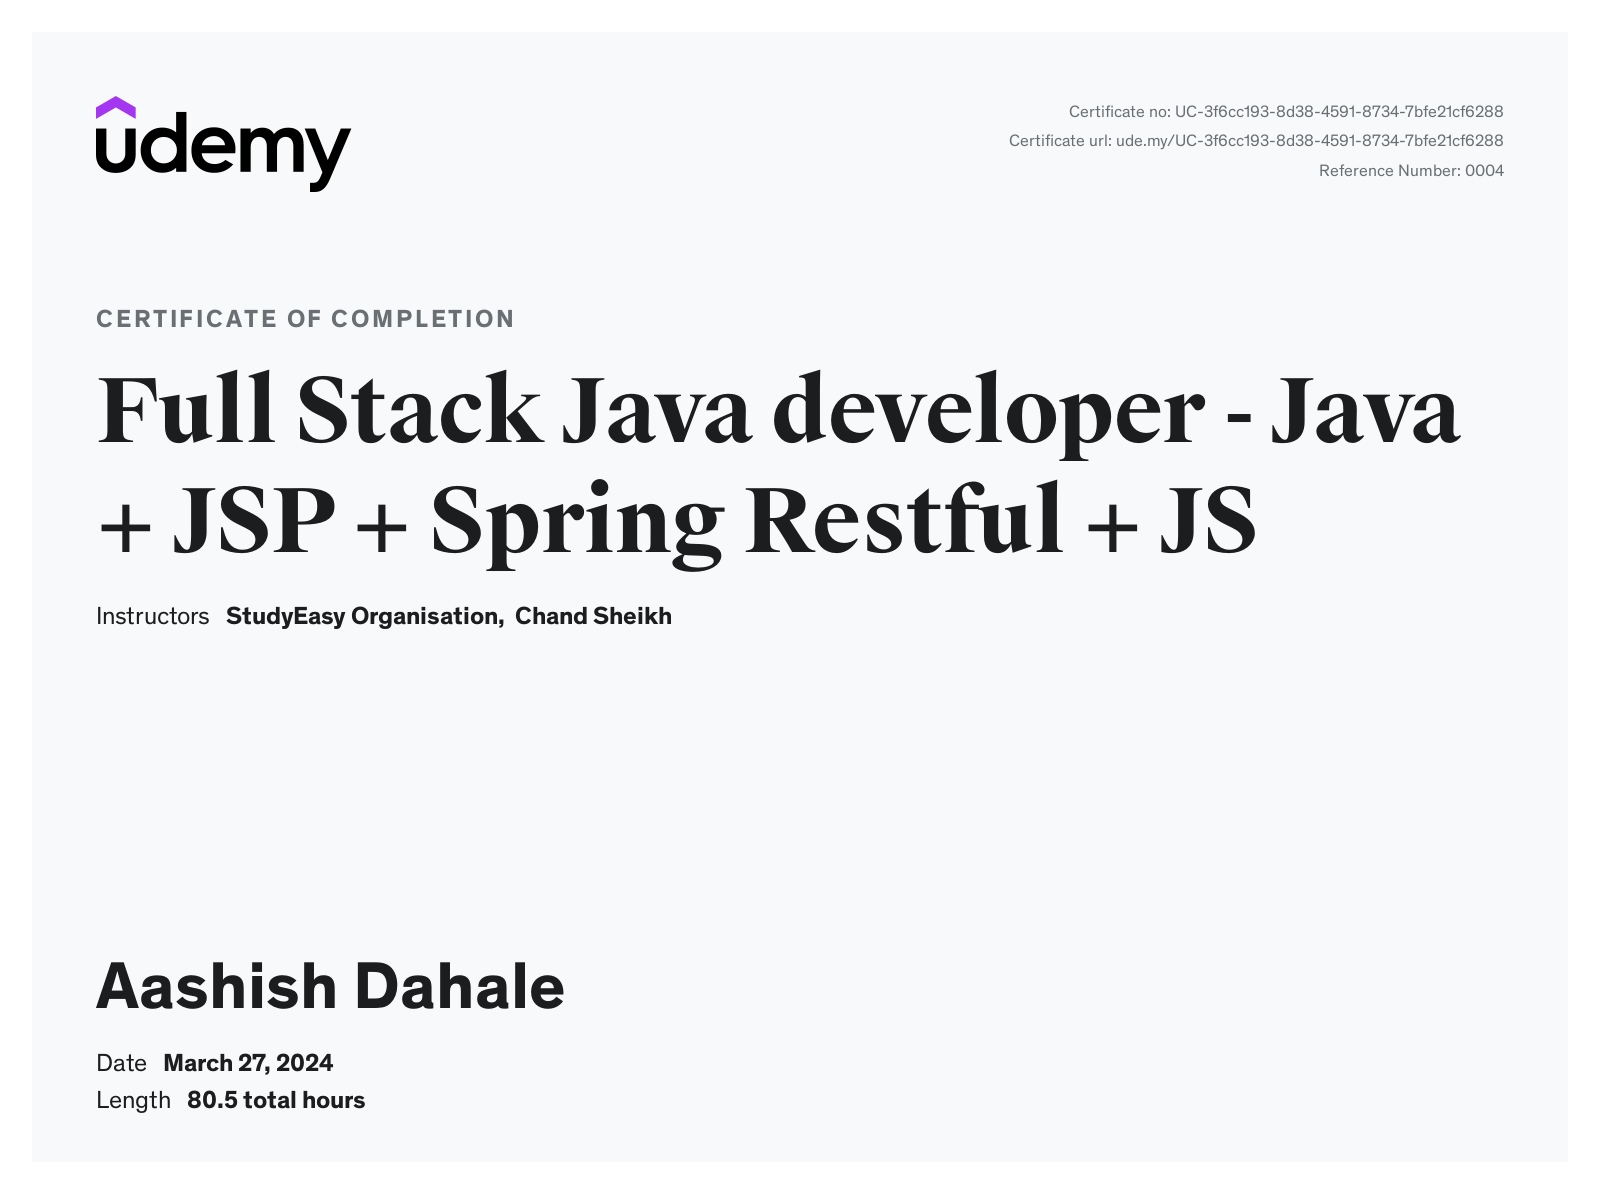 udemy
Certificate no: UC-3f6cc193-8d38-4591-8734-7bfe21cf6288
Certificate url: ude.my/UC-3f6cc193-8d38-4591-8734-7bfe21cf6288
Reference Number: 0004
CERTIFICATE OF COMPLETION
Full Stack Java developer - Java
+ JSP + Spring Restful + JS
Instructors StudyEasy Organisation, Chand Sheikh
Aashish Dahale
Date March 27, 2024
Length 80.5 total hours